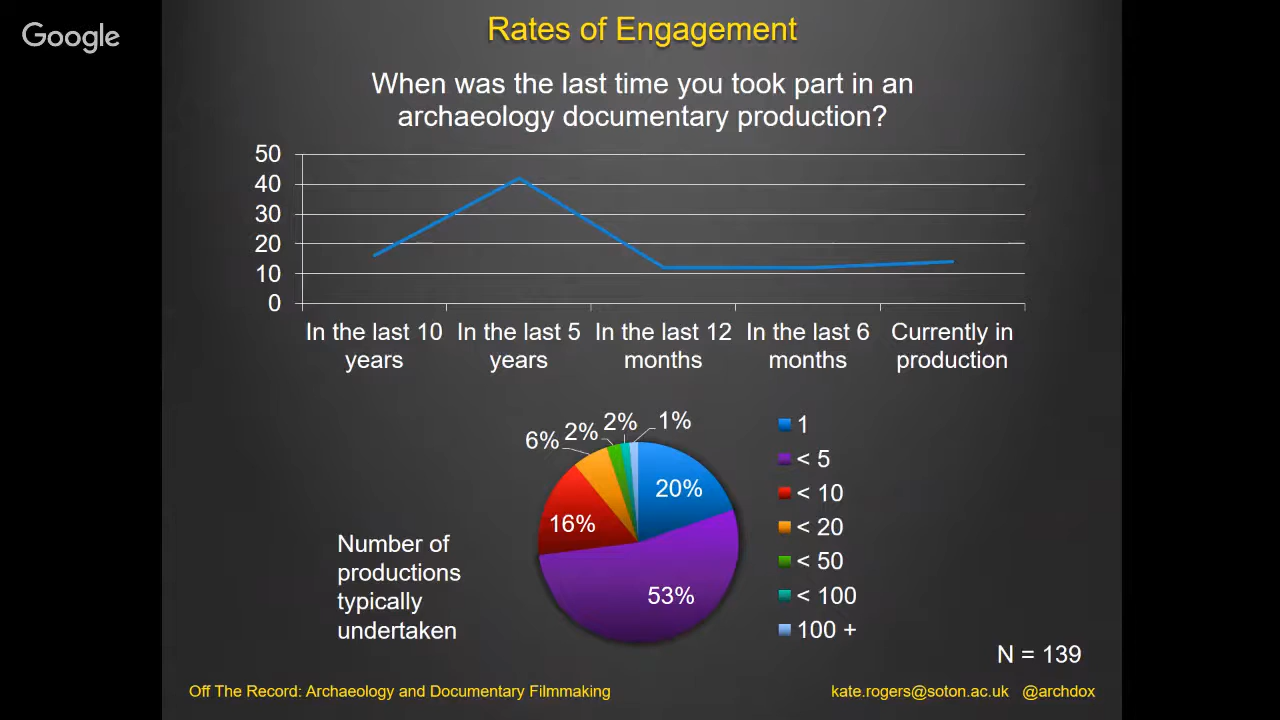 Google
Rates of Engagement
When was the last time you took part in an
archaeology documentary production?
50
40
30
20
10
0
In the last 10
years
In the last 5
years
In the last 12
months
In the last 6
months
Currently in
production
6%
2%
2%
1%
20%
16%
53%
1
< 5
< 10
< 20
< 50
< 100
100 +
Number of
productions
typically
undertaken
N = 139
Off The Record: Archaeology and Documentary Filmmaking
kate.rogers@soton.ac.uk @archdox